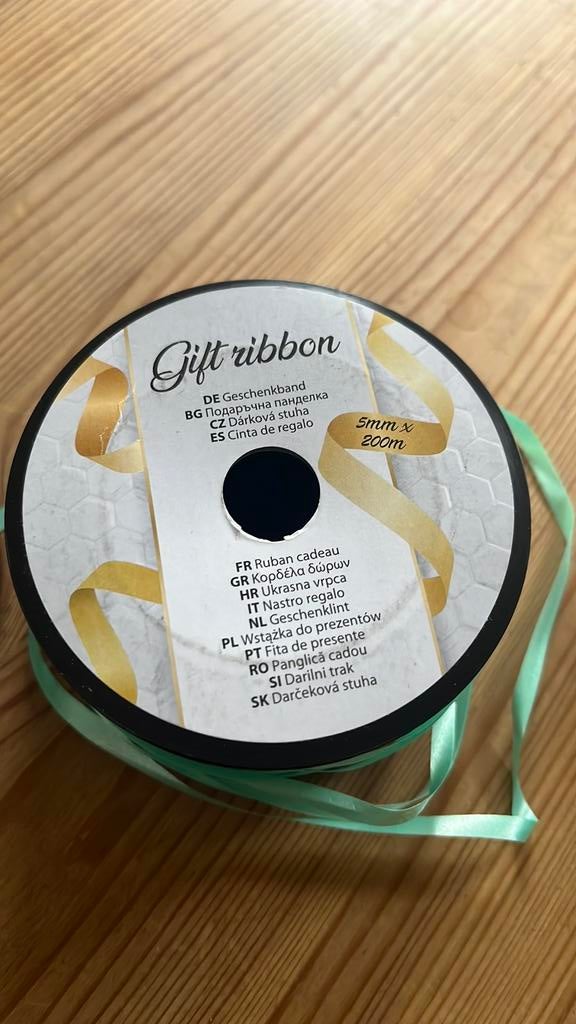 Gift ribbon
DE Geschenkband
BG Подаръчна панделка
CZ Dárková stuha
ES Cinta de regalo
5mm x
200m
FR Ruban cadeau
GR Κορδέλα δώρων
HR Ukrasna vrpca
IT Nastro regalo
NL Geschenklint
PL Wstążka do prezentów
PT Fita de presente
RO Panglică cadou
SI Darilni trak
SK Darčeková stuha